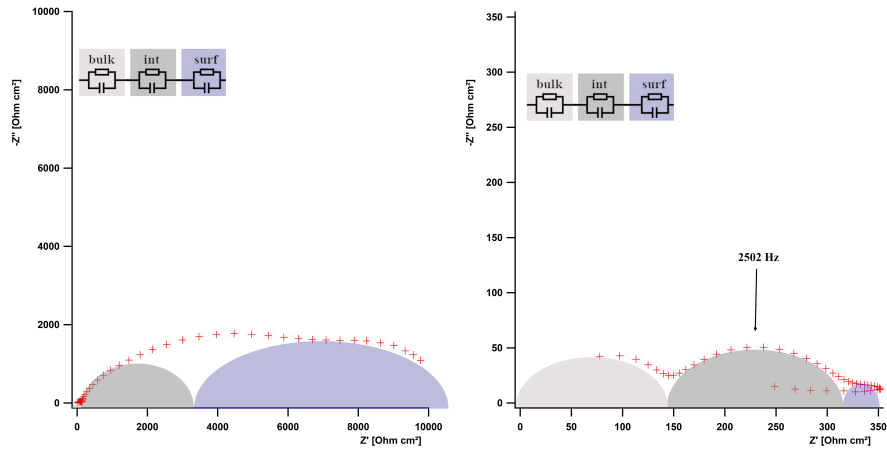 10000
8000
6000
4000
2000
0
-Z'' [Ohm cm²]
bulk int surf
0 2000 4000 6000 8000 10000
Z' [Ohm cm²]
350
300
250
200
150
100
50
0
-Z'' [Ohm cm²]
bulk int surf
2502 Hz
0 50 100 150 200 250 300 350
Z' [Ohm cm²]